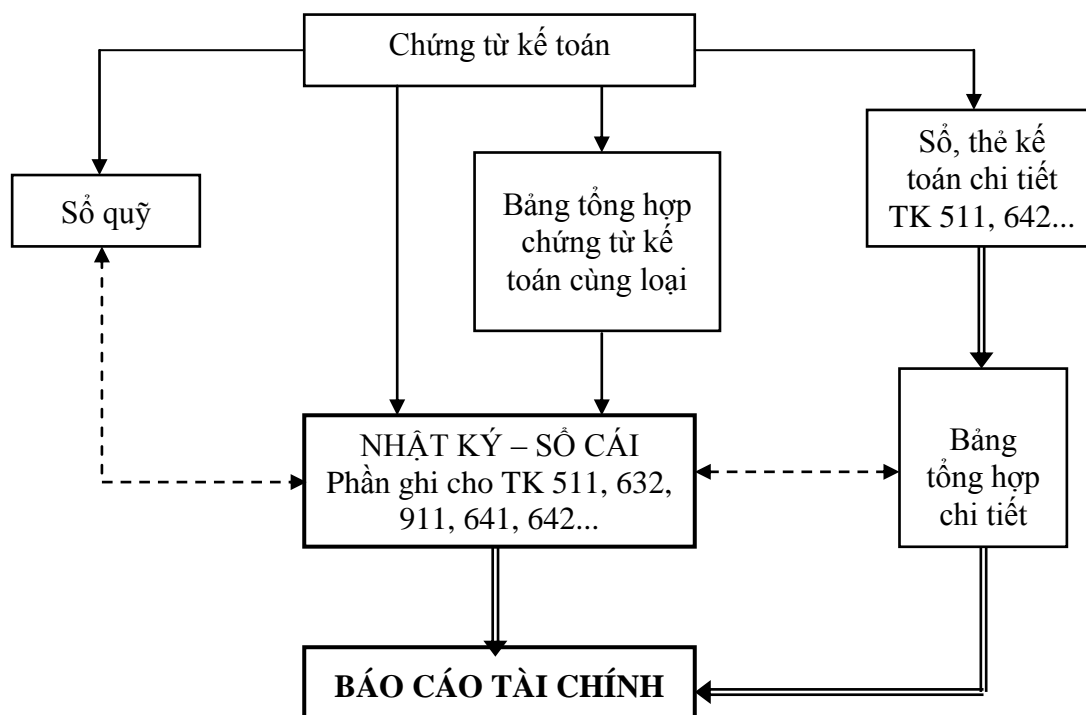 Chứng từ kế toán
Sổ quỹ
Bảng tổng hợp
chứng từ kế
toán cùng loại
Sổ, thẻ kế
toán chi tiết
TK 511, 642...
NHẬT KÝ – SỔ CÁI
Phần ghi cho TK 511, 632,
911, 641, 642...
Bảng
tổng hợp
chi tiết
BÁO CÁO TÀI CHÍNH